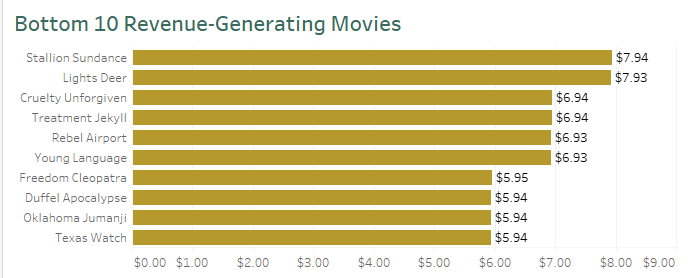 Bottom 10 Revenue-Generating Movies
Stallion Sundance $7.94
Lights Deer $7.93
Cruelty Unforgiven $6.94
Treatment Jekyll $6.94
Rebel Airport $6.93
Young Language $6.93
Freedom Cleopatra $5.95
Duffel Apocalypse $5.94
Oklahoma Jumanji $5.94
Texas Watch $5.94
$0.00 $1.00 $2.00 $3.00 $4.00 $5.00 $6.00 $7.00 $8.00 $9.00